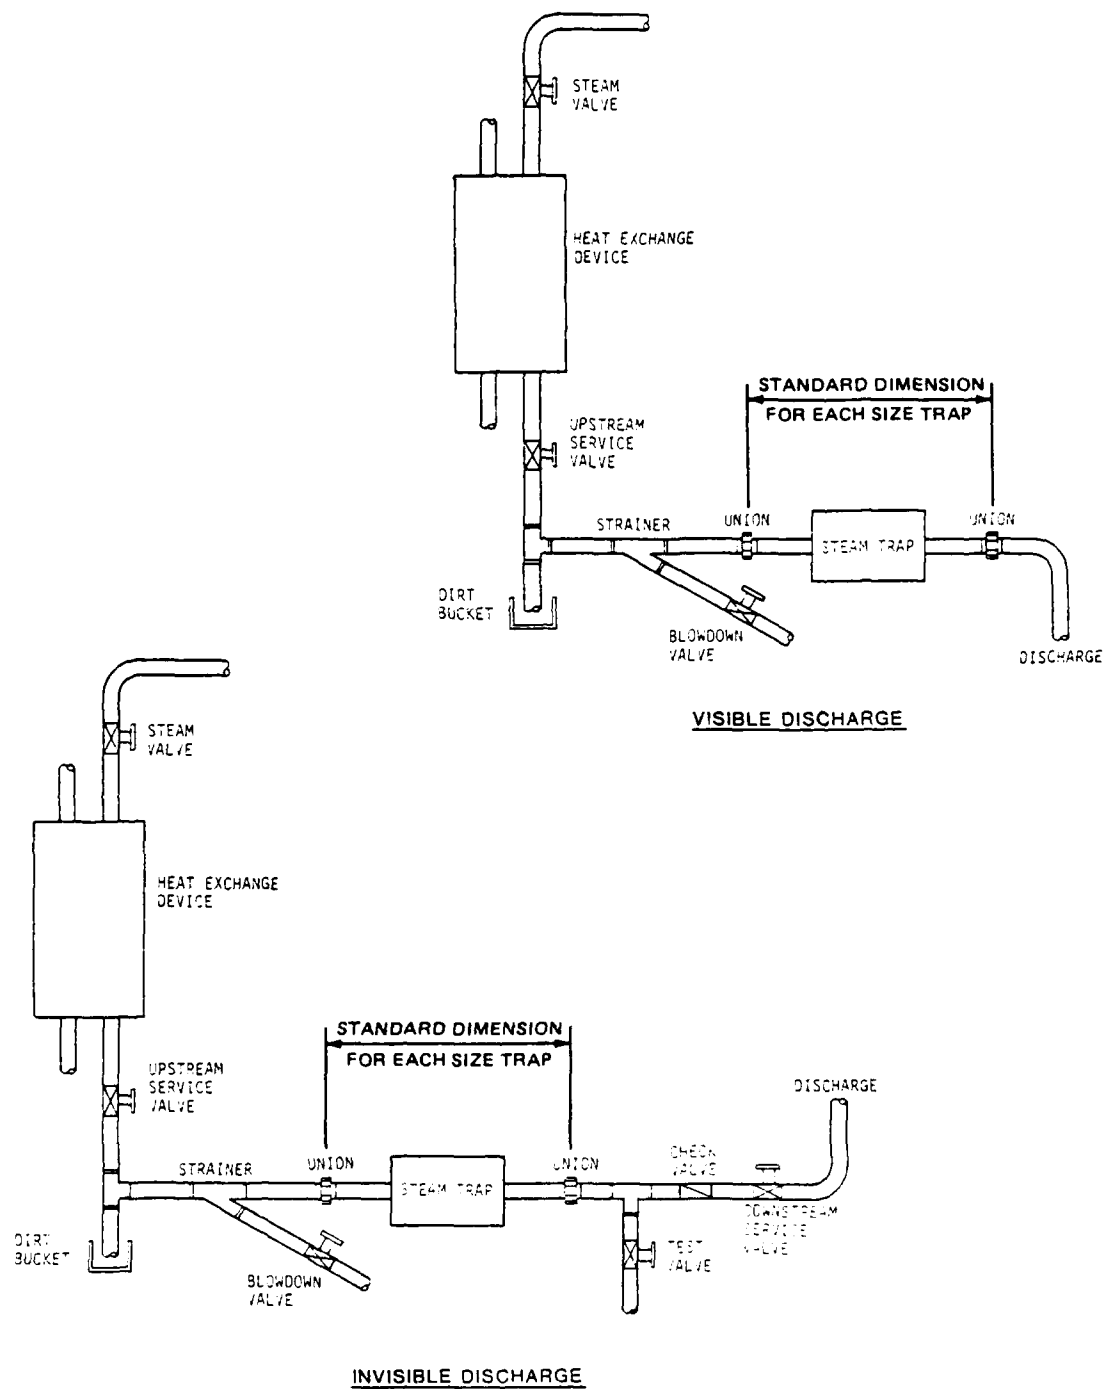 STEAM
VALVE
HEAT EXCHANGE
DEVICE
STANDARD DIMENSION
FOR EACH SIZE TRAP
UPSTREAM
SERVICE
VALVE
STRAINER
UNION
UNION
STEAM TRAP
DIRT
BUCKET
BLOWDOWN
VALVE
DISCHARGE
VISIBLE DISCHARGE
STEAM
VALVE
HEAT EXCHANGE
DEVICE
STANDARD DIMENSION
FOR EACH SIZE TRAP
UPSTREAM
SERVICE
VALVE
DISCHARGE
STRAINER
UNION
UNION
CHECK
VALVE
STEAM TRAP
DOWNSTREAM
SERVICE
VALVE
DIRT
BUCKET
TEST
VALVE
BLOWDOWN
VALVE
INVISIBLE DISCHARGE